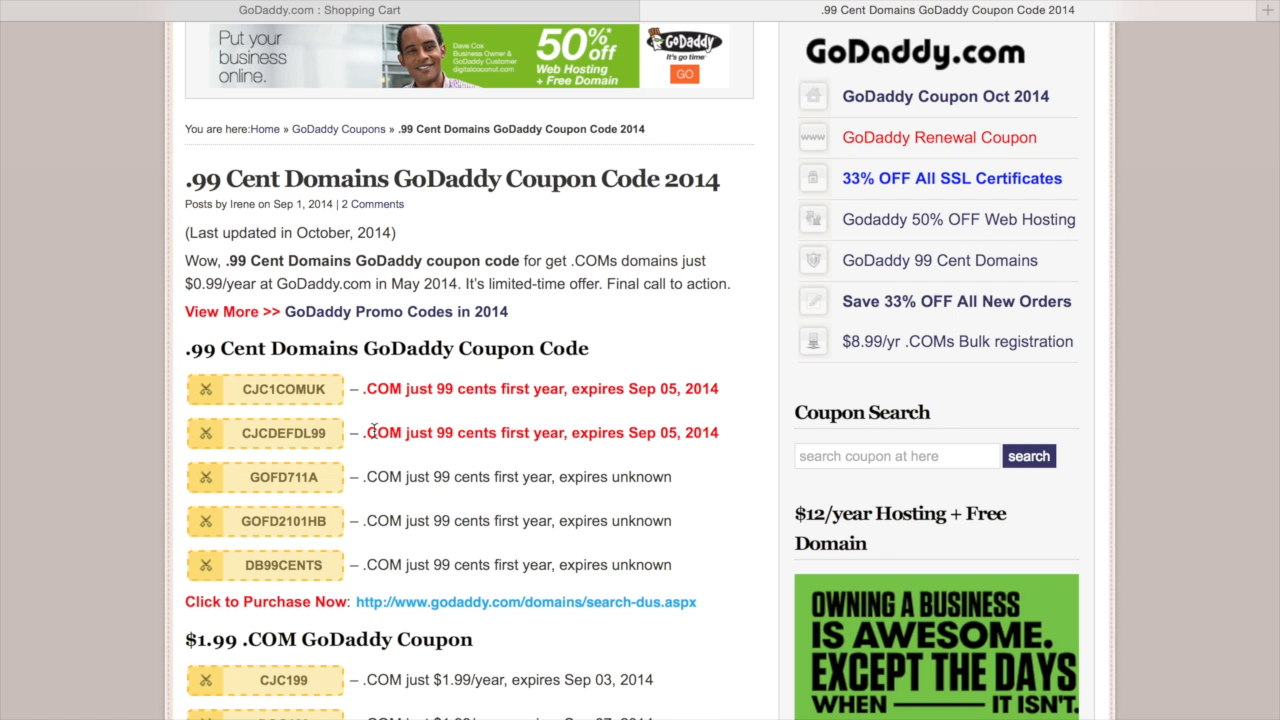 GoDaddy.com : Shopping Cart
.99 Cent Domains GoDaddy Coupon Code 2014
Put your
business
online.
Dave Cox
Business Owner &
GoDaddy Customer
digitalcoconut.com
50%*
off
Web Hosting
+ Free Domain
GoDaddy
It's go time
GO
You are here:Home » GoDaddy Coupons » .99 Cent Domains GoDaddy Coupon Code 2014
.99 Cent Domains GoDaddy Coupon Code 2014
Posts by Irene on Sep 1, 2014 | 2 Comments
(Last updated in October, 2014)
Wow, .99 Cent Domains GoDaddy coupon code for get .COMs domains just
$0.99/year at GoDaddy.com in May 2014. It's limited-time offer. Final call to action.
View More >> GoDaddy Promo Codes in 2014
.99 Cent Domains GoDaddy Coupon Code
CJC1COMUK – .COM just 99 cents first year, expires Sep 05, 2014
CJCDEFDL99 – .COM just 99 cents first year, expires Sep 05, 2014
GOFD711A – .COM just 99 cents first year, expires unknown
GOFD2101HB – .COM just 99 cents first year, expires unknown
DB99CENTS – .COM just 99 cents first year, expires unknown
Click to Purchase Now: http://www.godaddy.com/domains/search-dus.aspx
$1.99 .COM GoDaddy Coupon
CJC199 – .COM just $1.99/year, expires Sep 03, 2014
GoDaddy.com
GoDaddy Coupon Oct 2014
www GoDaddy Renewal Coupon
33% OFF All SSL Certificates
Godaddy 50% OFF Web Hosting
GoDaddy 99 Cent Domains
Save 33% OFF All New Orders
$8.99/yr .COMs Bulk registration
Coupon Search
search coupon at here
search
$12/year Hosting + Free
Domain
OWNING A BUSINESS
IS AWESOME.
EXCEPT THE DAYS
WHEN — IT ISN'T.